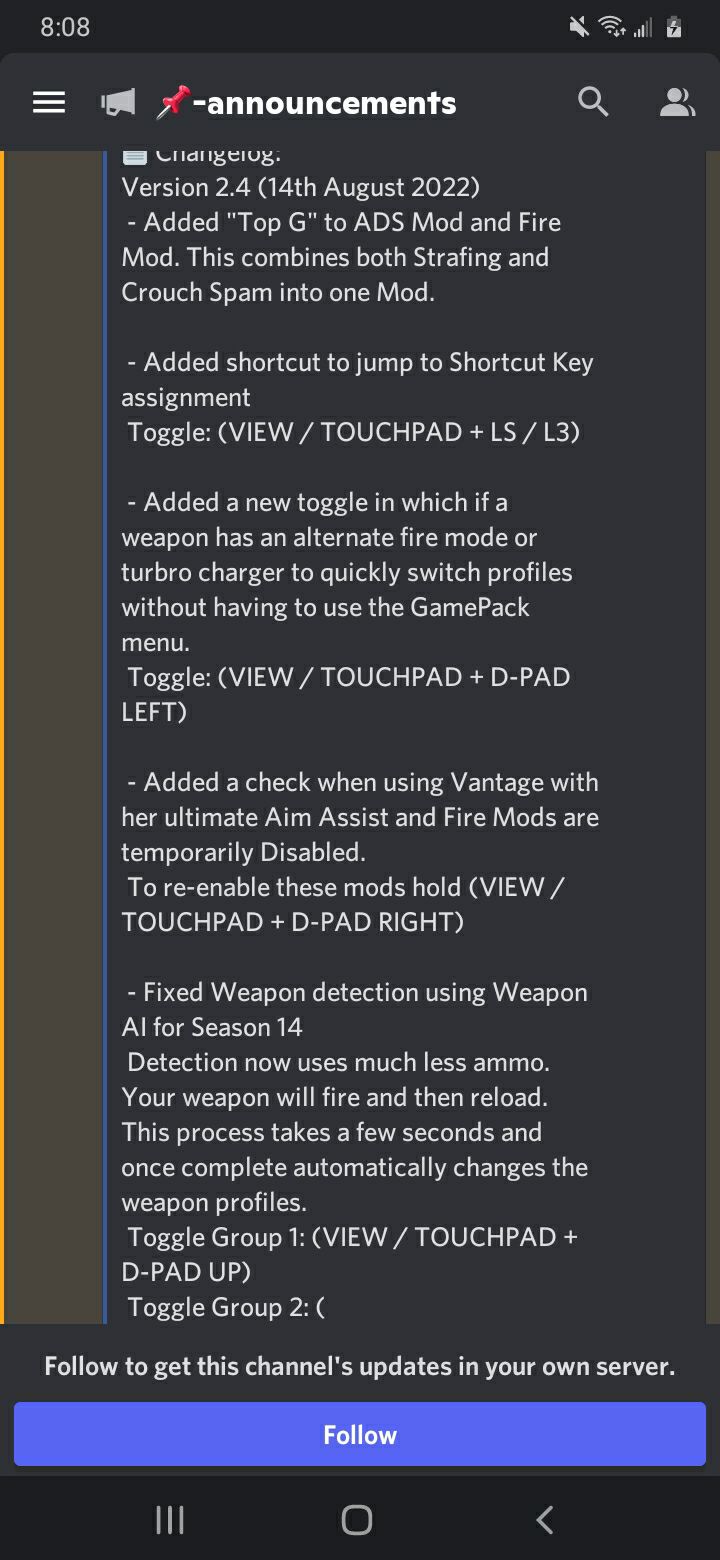 8:08
-announcements
Changelog:
Version 2.4 (14th August 2022)
- Added "Top G" to ADS Mod and Fire
Mod. This combines both Strafing and
Crouch Spam into one Mod.
- Added shortcut to jump to Shortcut Key
assignment
Toggle: (VIEW / TOUCHPAD + LS / L3)
- Added a new toggle in which if a
weapon has an alternate fire mode or
turbro charger to quickly switch profiles
without having to use the GamePack
menu.
Toggle: (VIEW / TOUCHPAD + D-PAD
LEFT)
- Added a check when using Vantage with
her ultimate Aim Assist and Fire Mods are
temporarily Disabled.
To re-enable these mods hold (VIEW /
TOUCHPAD + D-PAD RIGHT)
- Fixed Weapon detection using Weapon
AI for Season 14
Detection now uses much less ammo.
Your weapon will fire and then reload.
This process takes a few seconds and
once complete automatically changes the
weapon profiles.
Toggle Group 1: (VIEW / TOUCHPAD +
D-PAD UP)
Toggle Group 2: (
Follow to get this channel's updates in your own server.
Follow